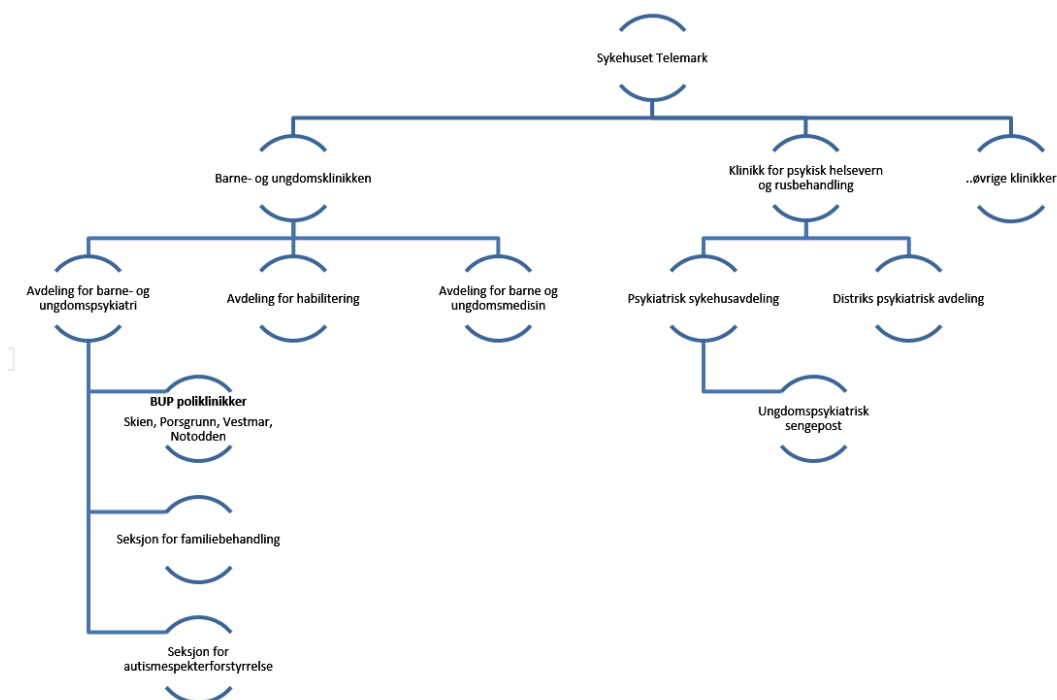 Sykehuset Telemark
Barne- og ungdomsklinikken
Klinikk for psykisk helsevern
og rusbehandling
..øvrige klinikker
Avdeling for barne- og
ungdomspsykiatri
Avdeling for habilitering
Avdeling for barne og
ungdomsmedisin
Psykiatrisk sykehusavdeling
Distriks psykiatrisk avdeling
BUP poliklinikker
Skien, Porsgrunn, Vestmar,
Notodden
Ungdomspsykiatrisk
sengepost
Seksjon for familiebehandling
Seksjon for
autismespekterforstyrrelse